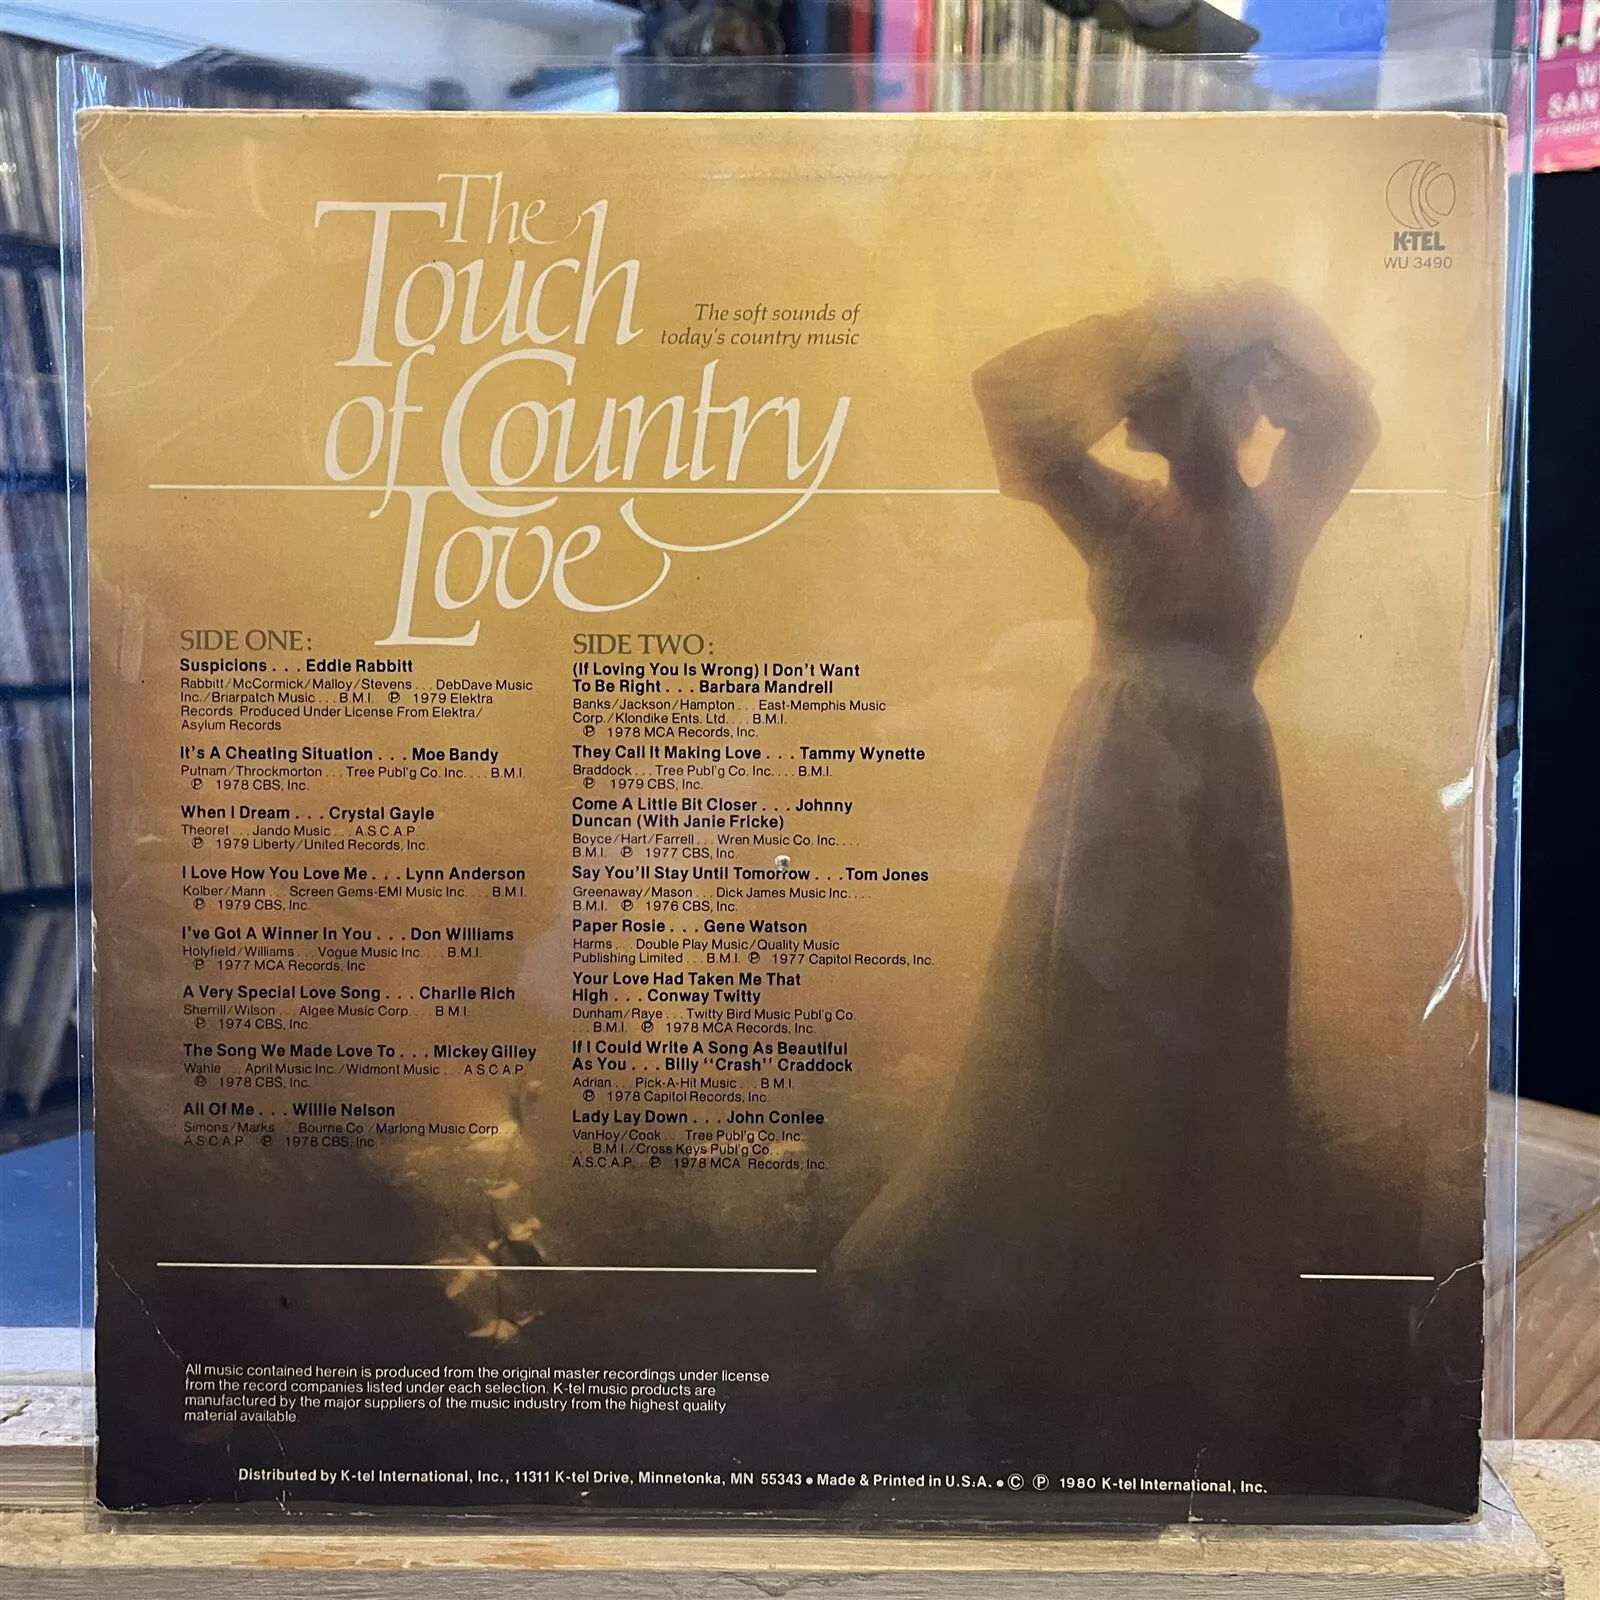 The
Touch
of Country
Love
The soft sounds of
today's country music
K-TEL
WU 3490
SIDE ONE:
Suspicions . . . Eddie Rabbitt
Rabbitt/McCormick/Malloy/Stevens . . . DebDave Music
Inc./Briarpatch Music . . . B.M.I. ℗ 1979 Elektra
Records. Produced Under License From Elektra/
Asylum Records
It's A Cheating Situation . . . Moe Bandy
Putnam/Throckmorton . . . Tree Publ'g Co. Inc. . . . B.M.I.
℗ 1978 CBS, Inc.
When I Dream . . . Crystal Gayle
Theoret . . . Jando Music . . . A.S.C.A.P.
℗ 1979 Liberty/United Records, Inc.
I Love How You Love Me . . . Lynn Anderson
Kolber/Mann . . . Screen Gems-EMI Music Inc. . . . B.M.I.
℗ 1979 CBS, Inc.
I've Got A Winner In You . . . Don Williams
Holyfield/Williams . . . Vogue Music Inc. . . . B.M.I.
℗ 1977 MCA Records, Inc.
A Very Special Love Song . . . Charlie Rich
Sherrill/Wilson . . . Algee Music Corp. . . . B.M.I.
℗ 1974 CBS, Inc.
The Song We Made Love To . . . Mickey Gilley
Wahle . . . April Music Inc./Widmont Music . . . A.S.C.A.P.
℗ 1978 CBS, Inc.
All Of Me . . . Willie Nelson
Simons/Marks . . . Bourne Co./Marlong Music Corp. . . .
A.S.C.A.P. ℗ 1978 CBS, Inc.
SIDE TWO:
(If Loving You Is Wrong) I Don't Want
To Be Right . . . Barbara Mandrell
Banks/Jackson/Hampton . . . East-Memphis Music
Corp./Klondike Ents. Ltd. . . . B.M.I.
℗ 1978 MCA Records, Inc.
They Call It Making Love . . . Tammy Wynette
Braddock . . . Tree Publ'g Co. Inc. . . . B.M.I.
℗ 1979 CBS, Inc.
Come A Little Bit Closer . . . Johnny
Duncan (With Janie Fricke)
Boyce/Hart/Farrell . . . Wren Music Co. Inc. . . .
B.M.I. ℗ 1977 CBS, Inc.
Say You'll Stay Until Tomorrow . . . Tom Jones
Greenaway/Mason . . . Dick James Music Inc. . . .
B.M.I. ℗ 1976 CBS, Inc.
Paper Rosie . . . Gene Watson
Harms . . . Double Play Music/Quality Music
Publishing Limited . . . B.M.I. ℗ 1977 Capitol Records, Inc.
Your Love Had Taken Me That
High . . . Conway Twitty
Dunham/Raye . . . Twitty Bird Music Publ'g Co.
. . . B.M.I. ℗ 1978 MCA Records, Inc.
If I Could Write A Song As Beautiful
As You . . . Billy "Crash" Craddock
Adrian . . . Pick-A-Hit Music . . . B.M.I.
℗ 1978 Capitol Records, Inc.
Lady Lay Down . . . John Conlee
VanHoy/Cook . . . Tree Publ'g Co. Inc.
. . . B.M.I./Cross Keys Publ'g Co. . .
A.S.C.A.P. . ℗ 1978 MCA Records, Inc.
All music contained herein is produced from the original master recordings under license
from the record companies listed under each selection. K-tel music products are
manufactured by the major suppliers of the music industry from the highest quality
material available.
Distributed by K-tel International, Inc., 11311 K-tel Drive, Minnetonka, MN 55343 • Made & Printed in U.S.A. • © ℗ 1980 K-tel International, Inc.